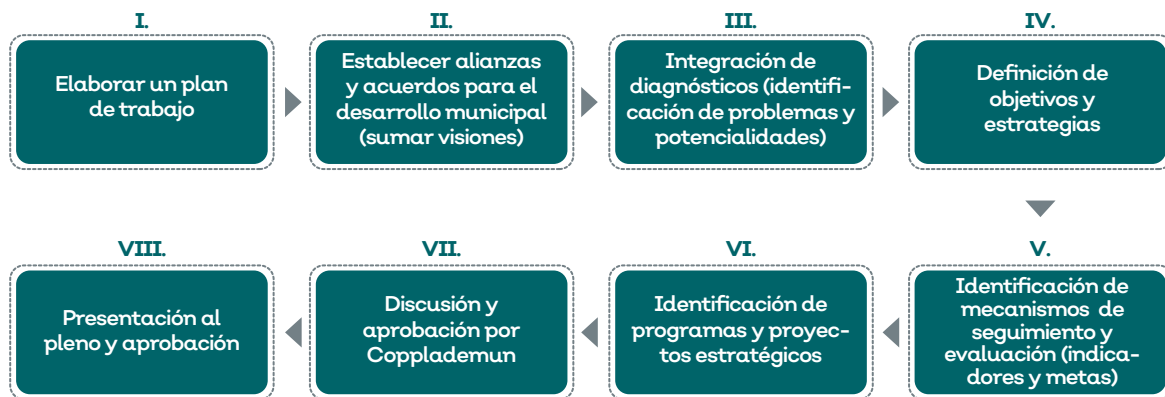 I.
Elaborar un plan
de trabajo
II.
Establecer alianzas
y acuerdos para el
desarrollo municipal
(sumar visiones)
III.
Integración de
diagnósticos (identifi-
cación de problemas y
potencialidades)
IV.
Definición de
objetivos y
estrategias
V.
Identificación de
mecanismos de
seguimiento y
evaluación (indica-
dores y metas)
VI.
Identificación de
programas y proyec-
tos estratégicos
VII.
Discusión y
aprobación por
Copplademun
VIII.
Presentación al
pleno y aprobación